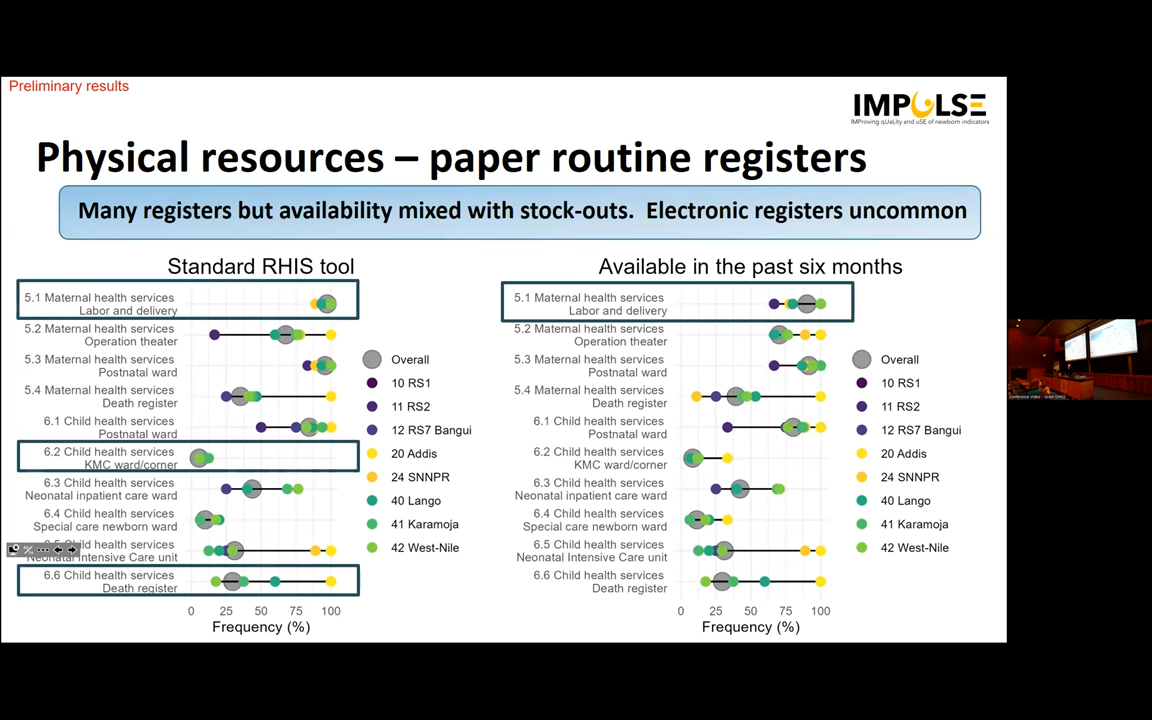 Preliminary results
IMPULSE
IMProving qUaLity and uSE of newborn indicators
Physical resources – paper routine registers
Many registers but availability mixed with stock-outs. Electronic registers uncommon
Standard RHIS tool
5.1 Maternal health services
Labor and delivery
5.2 Maternal health services
Operation theater
5.3 Maternal health services
Postnatal ward
5.4 Maternal health services
Death register
6.1 Child health services
Postnatal ward
6.2 Child health services
KMC ward/corner
6.3 Child health services
Neonatal inpatient care ward
6.4 Child health services
Special care newborn ward
6.5 Child health services
Neonatal Intensive Care unit
6.6 Child health services
Death register
0 25 50 75 100
Frequency (%)
Overall
10 RS1
11 RS2
12 RS7 Bangui
20 Addis
24 SNNPR
40 Lango
41 Karamoja
42 West-Nile
Available in the past six months
5.1 Maternal health services
Labor and delivery
5.2 Maternal health services
Operation theater
5.3 Maternal health services
Postnatal ward
5.4 Maternal health services
Death register
6.1 Child health services
Postnatal ward
6.2 Child health services
KMC ward/corner
6.3 Child health services
Neonatal inpatient care ward
6.4 Child health services
Special care newborn ward
6.5 Child health services
Neonatal Intensive Care unit
6.6 Child health services
Death register
0 25 50 75 100
Frequency (%)
Overall
10 RS1
11 RS2
12 RS7 Bangui
20 Addis
24 SNNPR
40 Lango
41 Karamoja
42 West-Nile
Conference Video - Grant DHIS2